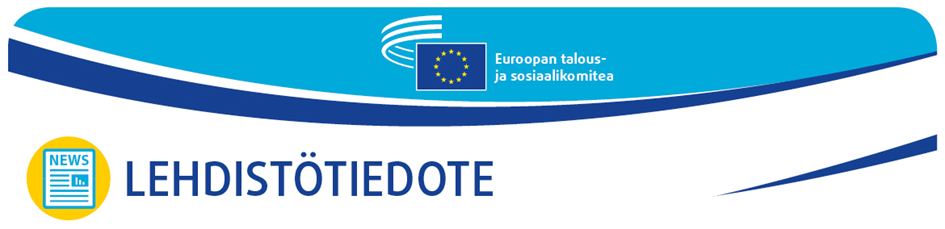 Euroopan talous-
ja sosiaalikomitea
NEWS
LEHDISTÖTIEDOTE